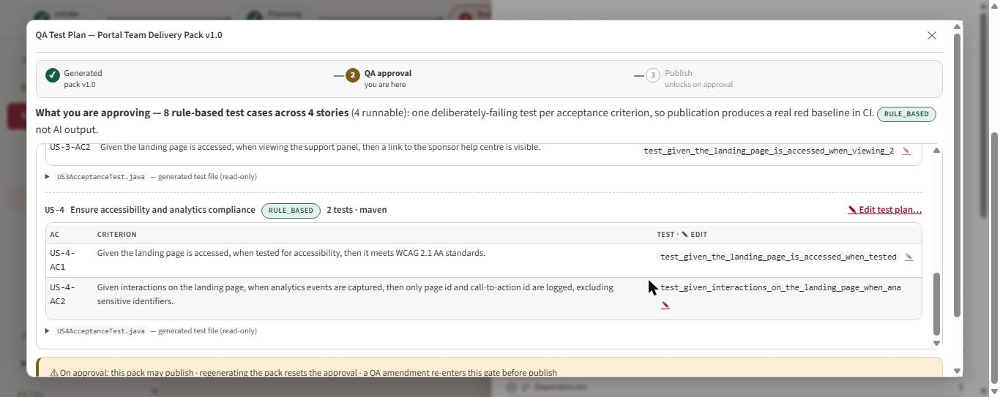 Intake
Planning
QA Test Plan — Portal Team Delivery Pack v1.0
Generated
pack v1.0
2
QA approval
you are here
3
Publish
unlocks on approval
What you are approving — 8 rule-based test cases across 4 stories (4 runnable): one deliberately-failing test per acceptance criterion, so publication produces a real red baseline in CI. RULE_BASED
not AI output.
US-3-AC2 Given the landing page is accessed, when viewing the support panel, then a link to the sponsor help centre is visible. test_given_the_landing_page_is_accessed_when_viewing_2
US3AcceptanceTest.java — generated test file (read-only)
US-4 Ensure accessibility and analytics compliance RULE_BASED 2 tests · maven Edit test plan…
AC CRITERION TEST · EDIT
US-4-
AC1
Given the landing page is accessed, when tested for accessibility, then it meets WCAG 2.1 AA standards.
test_given_the_landing_page_is_accessed_when_tested
US-4-
AC2
Given interactions on the landing page, when analytics events are captured, then only page id and call-to-action id are logged, excluding
sensitive identifiers.
test_given_interactions_on_the_landing_page_when_ana
US4AcceptanceTest.java — generated test file (read-only)
⚠ On approval: this pack may publish · regenerating the pack resets the approval · a QA amendment re-enters this gate before publish
Dependencies